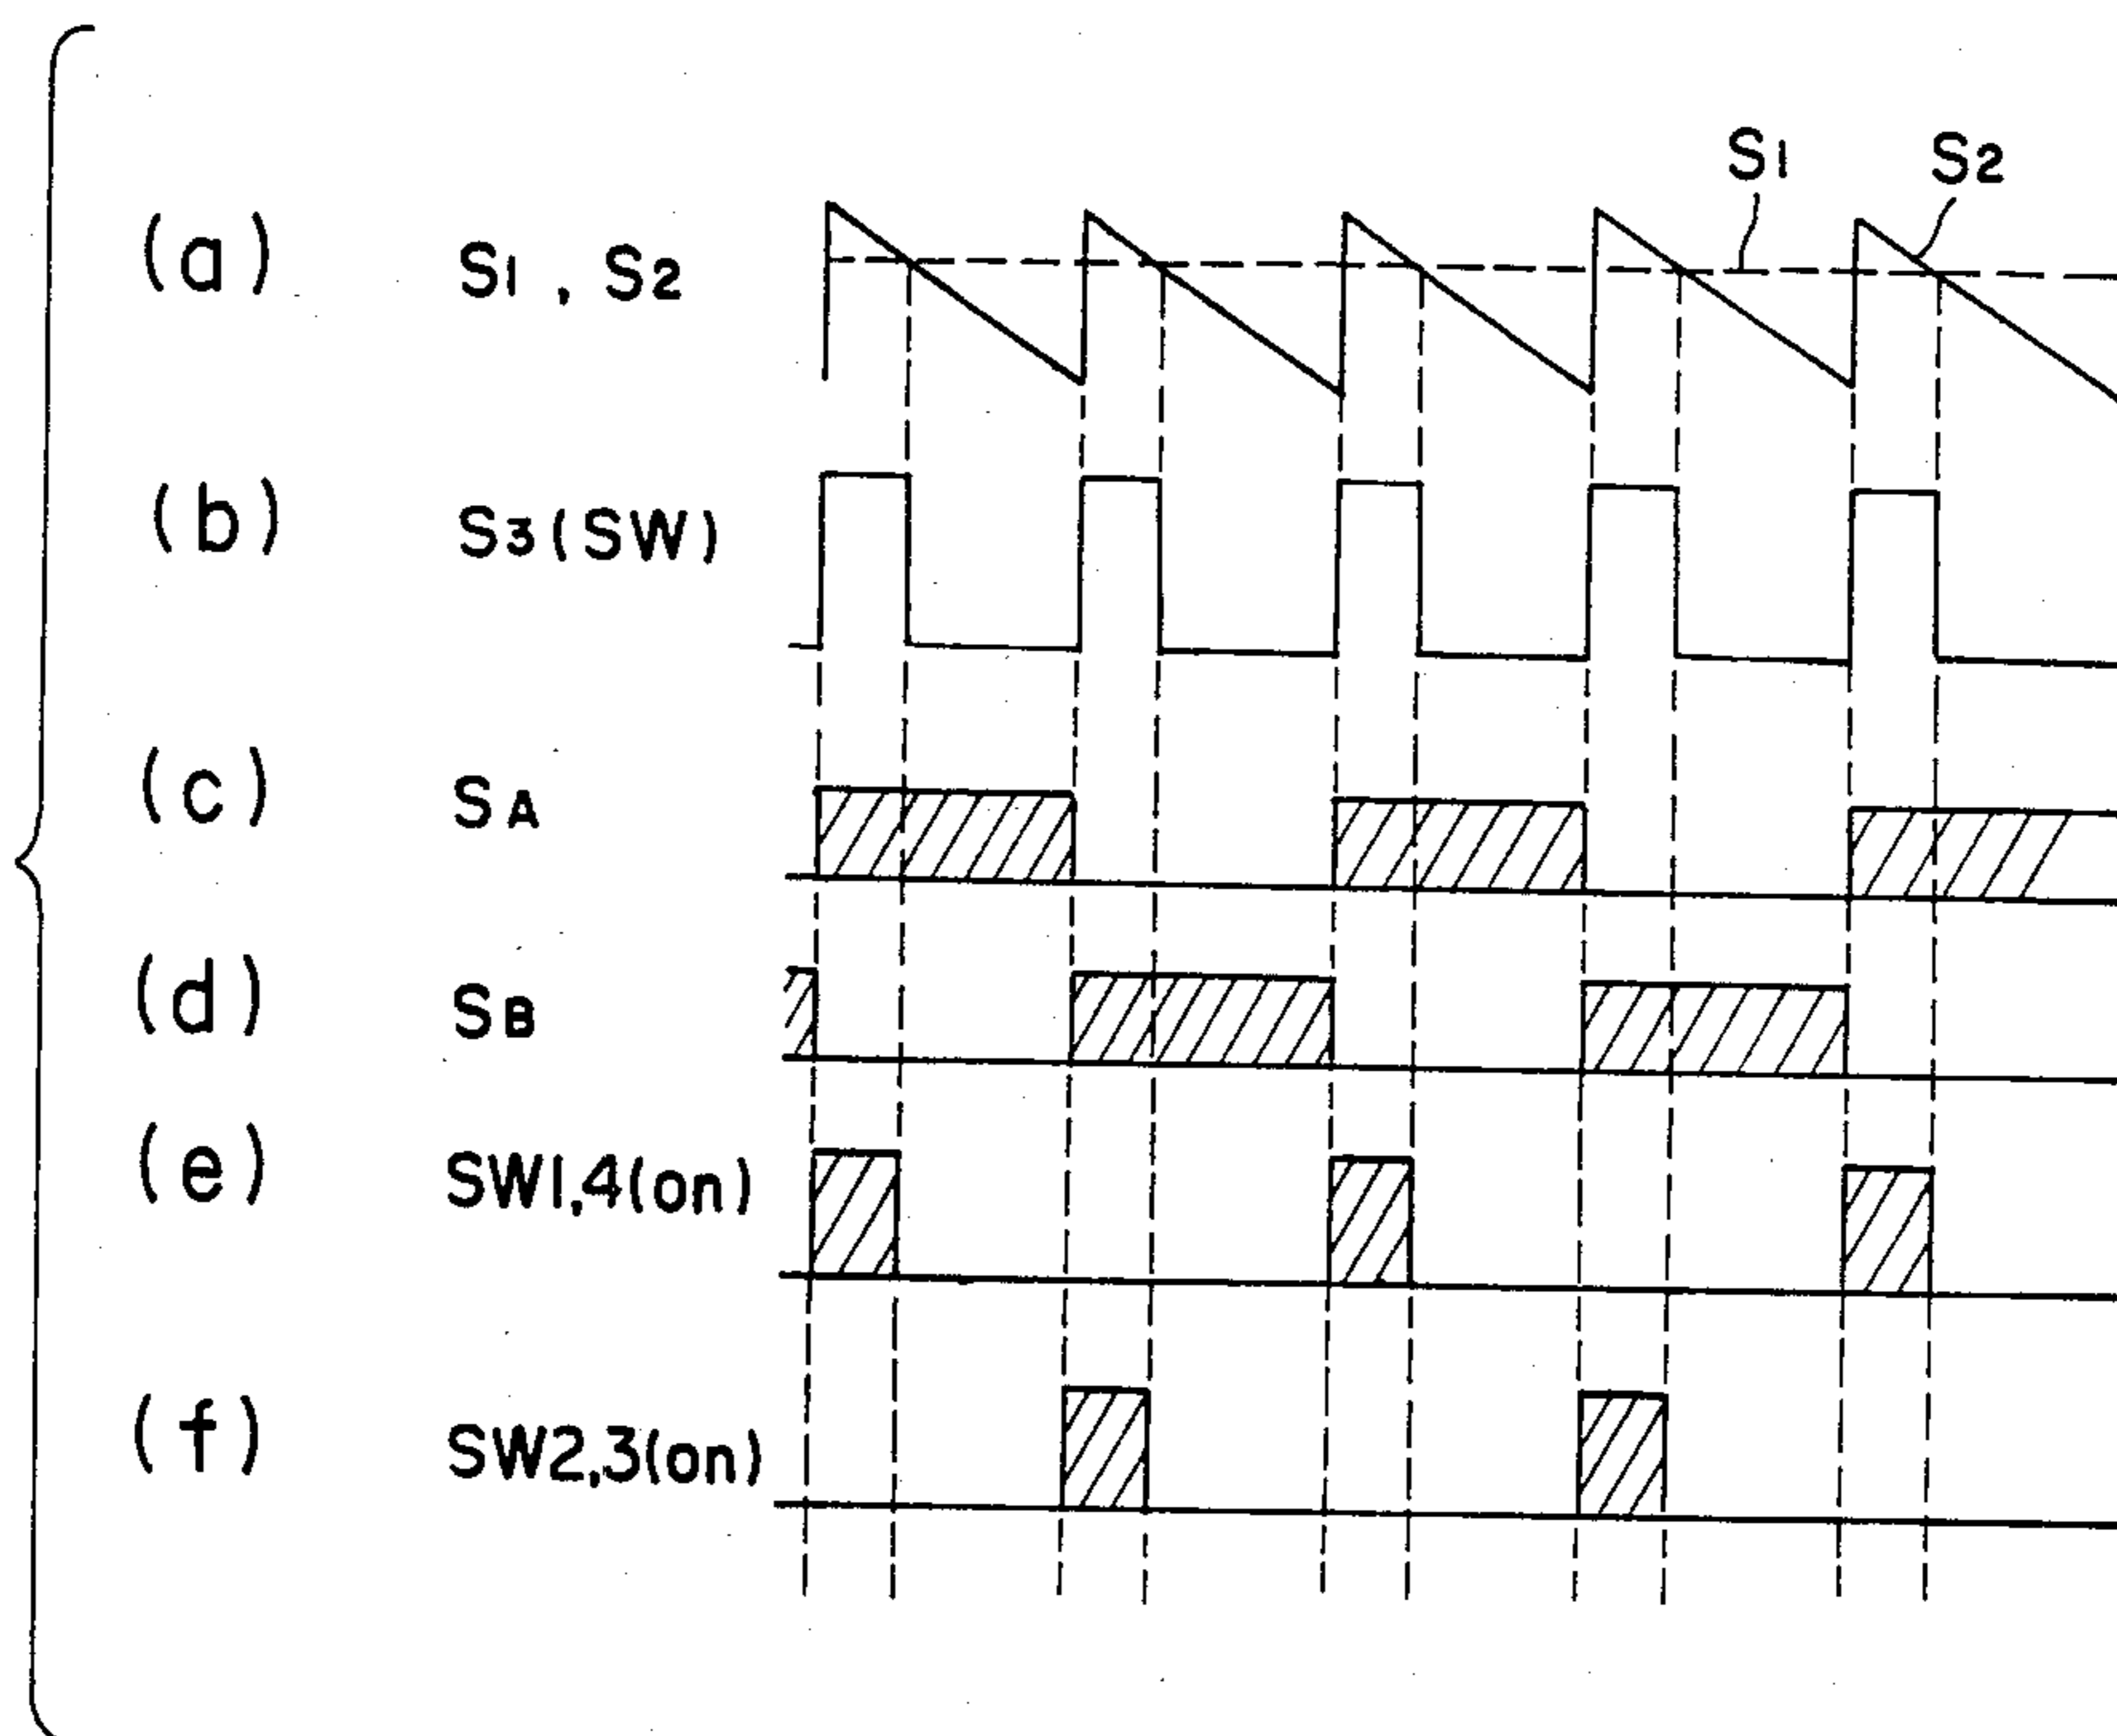 S1 S2
(a) S1 , S2
(b) S3(SW)
(c) SA
(d) SB
(e) SW1,4(on)
(f) SW2,3(on)